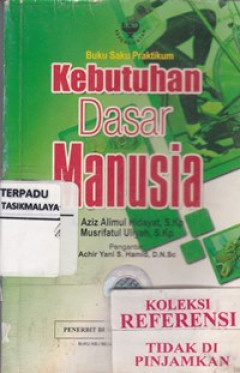 Buku Saku Praktikum
Kebutuhan
Dasar
Manusia
TERPADU
TASIKMALAYA
Aziz Alimul Hidayat, S.Kp
Musrifatul Uliyah, S.Kp
Pengantar
Achir Yani S. Hamid, D.N.Sc
KOLEKSI
REFERENSI
TIDAK DI
PINJAMKAN
PENERBIT BU